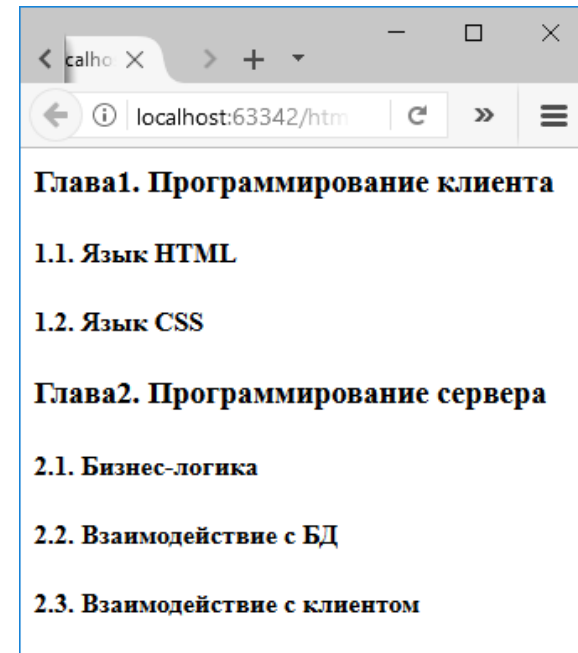 calho
localhost:63342/htm
Глава1. Программирование клиента
1.1. Язык HTML
1.2. Язык CSS
Глава2. Программирование сервера
2.1. Бизнес-логика
2.2. Взаимодействие с БД
2.3. Взаимодействие с клиентом